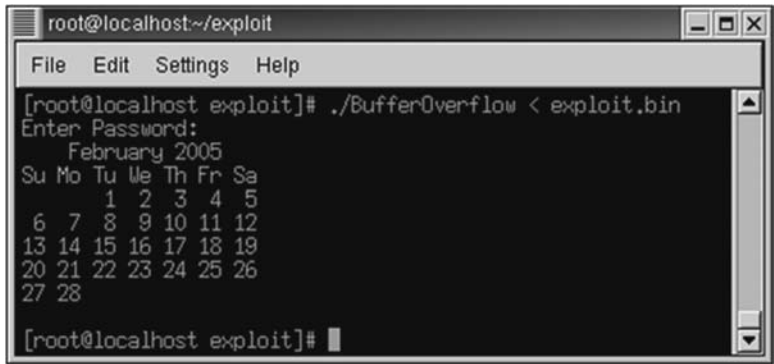 root@localhost:~/exploit
File Edit Settings Help
[root@localhost exploit]# ./BufferOverflow < exploit.bin
Enter Password:
February 2005
Su Mo Tu We Th Fr Sa
1 2 3 4 5
6 7 8 9 10 11 12
13 14 15 16 17 18 19
20 21 22 23 24 25 26
27 28
[root@localhost exploit]#